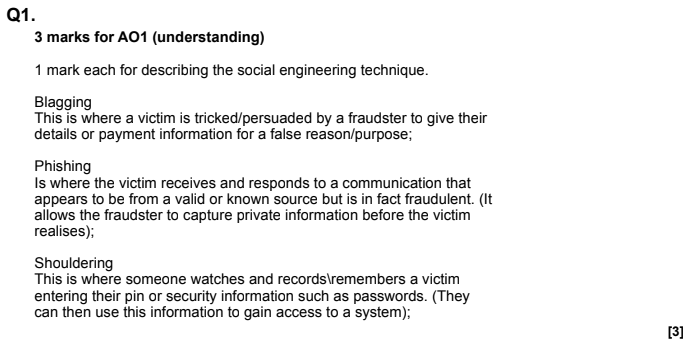 Q1.
3 marks for AO1 (understanding)
1 mark each for describing the social engineering technique.
Blagging
This is where a victim is tricked/persuaded by a fraudster to give their
details or payment information for a false reason/purpose;
Phishing
Is where the victim receives and responds to a communication that
appears to be from a valid or known source but is in fact fraudulent. (It
allows the fraudster to capture private information before the victim
realises);
Shouldering
This is where someone watches and records\remembers a victim
entering their pin or security information such as passwords. (They
can then use this information to gain access to a system);
[3]